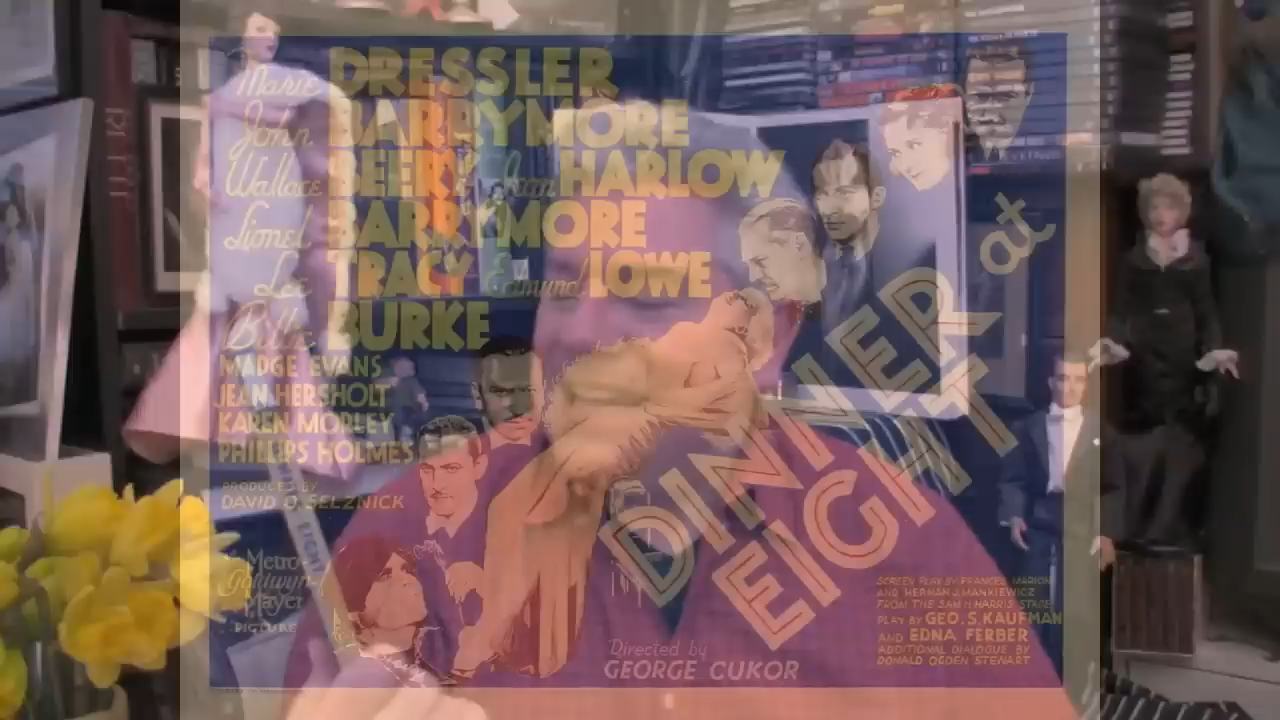 Marie DRESSLER
John BARRYMORE
Wallace BEERY Jean HARLOW
Lionel BARRYMORE
Lee TRACY Edmund LOWE
Billie BURKE
MADGE EVANS
JEAN HERSHOLT
KAREN MORLEY
PHILLIPS HOLMES
PRODUCED BY
DAVID O. SELZNICK
Metro
Goldwyn-
Mayer
PICTURE
DINNER at
EIGHT
Directed by
GEORGE CUKOR
SCREEN PLAY BY FRANCES MARION
AND HERMAN J. MANKIEWICZ
FROM THE SAM H. HARRIS STAGE
PLAY BY GEO. S. KAUFMAN
AND EDNA FERBER
ADDITIONAL DIALOGUE BY
DONALD OGDEN STEWART